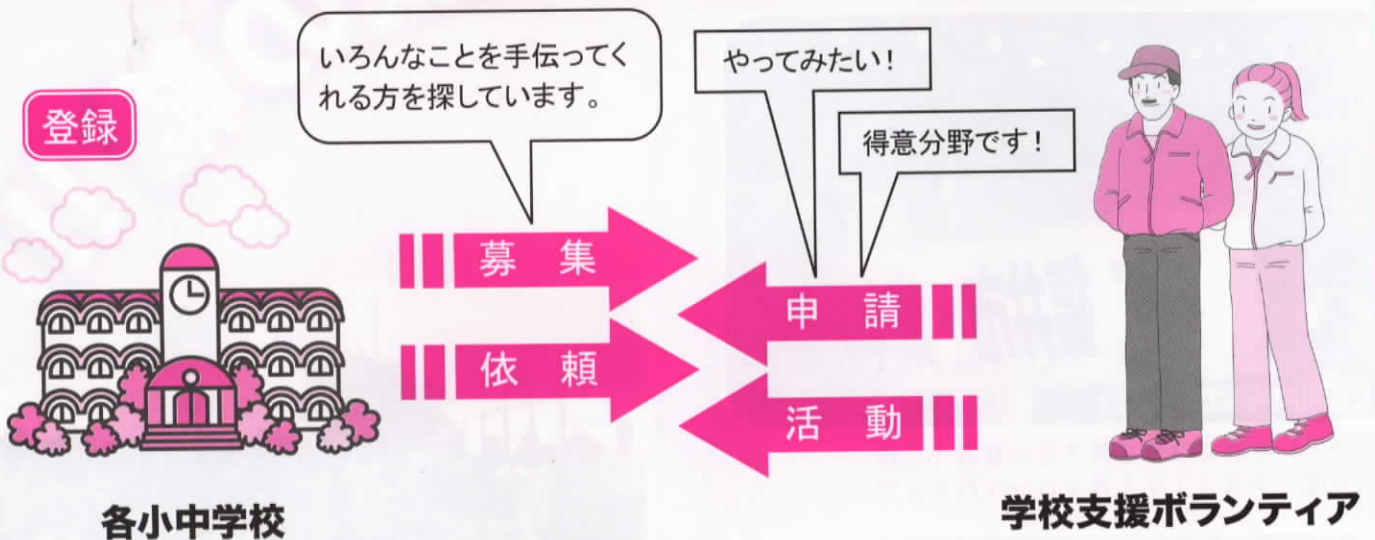 いろんなことを手伝ってく
れる方を探しています。
やってみたい！
登録
得意分野です！
募集
申請
依頼
活動
各小中学校
学校支援ボランティア